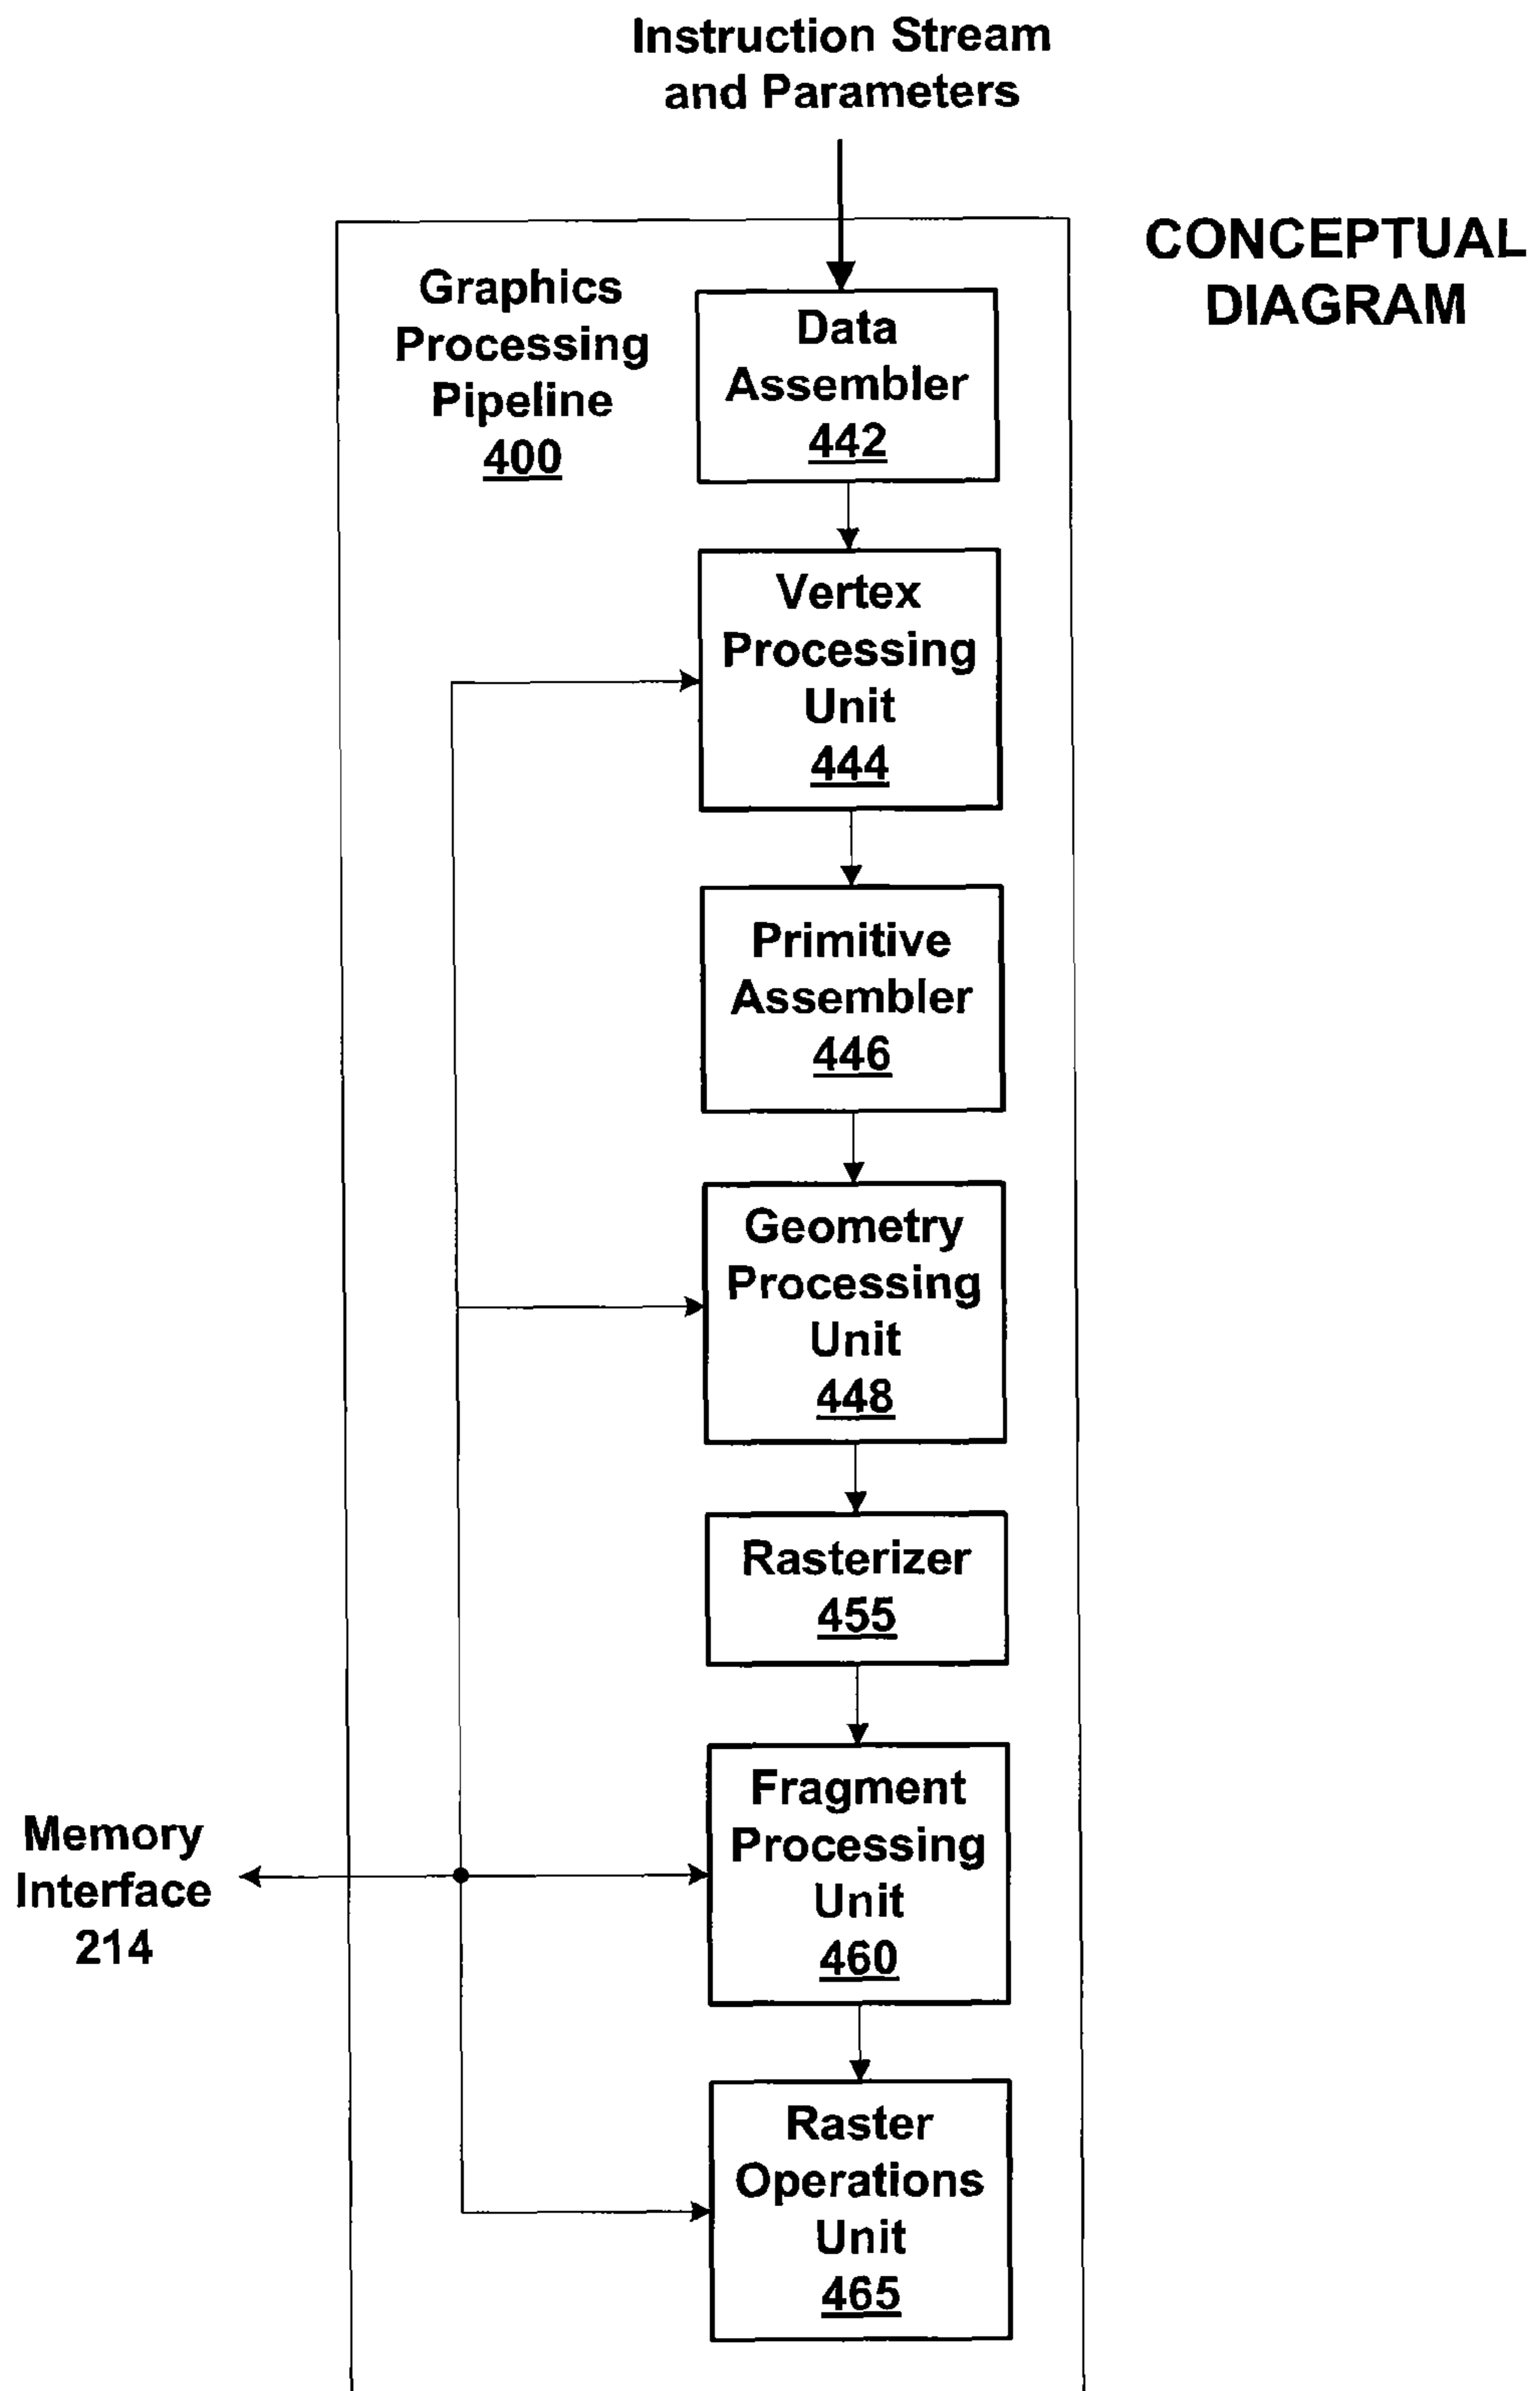 Instruction Stream
and Parameters
CONCEPTUAL
DIAGRAM
Graphics
Processing
Pipeline
400
Data
Assembler
442
Vertex
Processing
Unit
444
Primitive
Assembler
446
Geometry
Processing
Unit
448
Rasterizer
455
Fragment
Processing
Unit
460
Memory
Interface
214
Raster
Operations
Unit
465